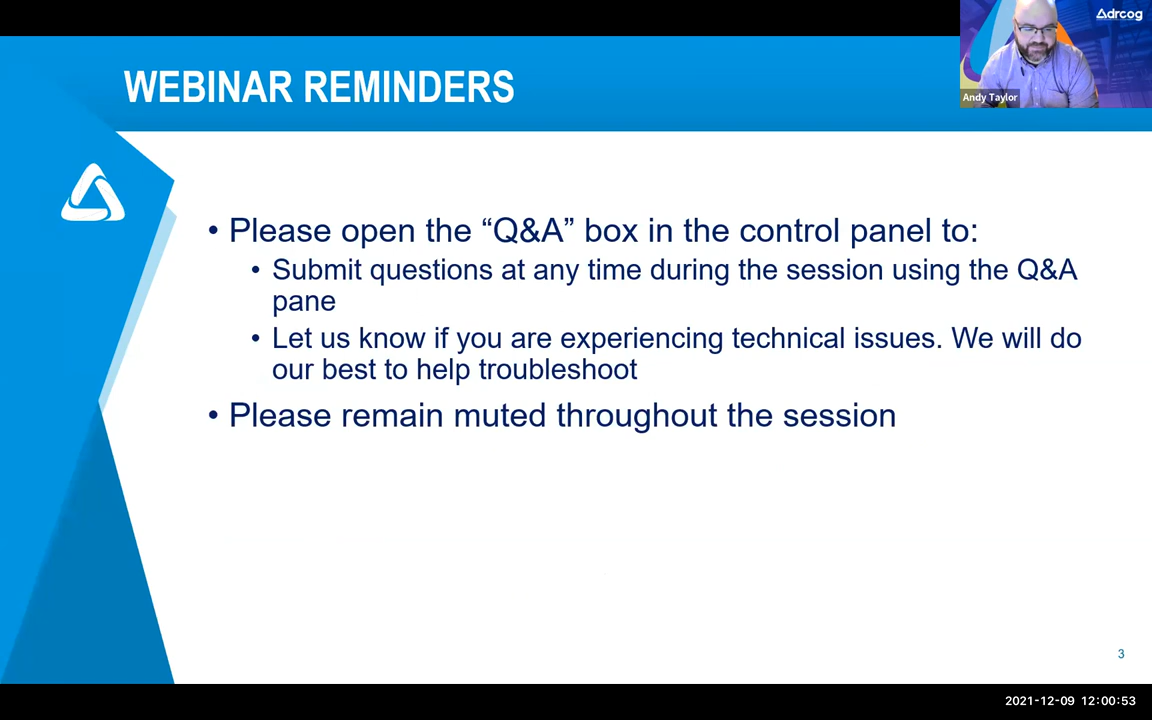 drcog
WEBINAR REMINDERS
Andy Taylor
• Please open the “Q&A” box in the control panel to:
• Submit questions at any time during the session using the Q&A
pane
• Let us know if you are experiencing technical issues. We will do
our best to help troubleshoot
• Please remain muted throughout the session
3
2021-12-09 12:00:53